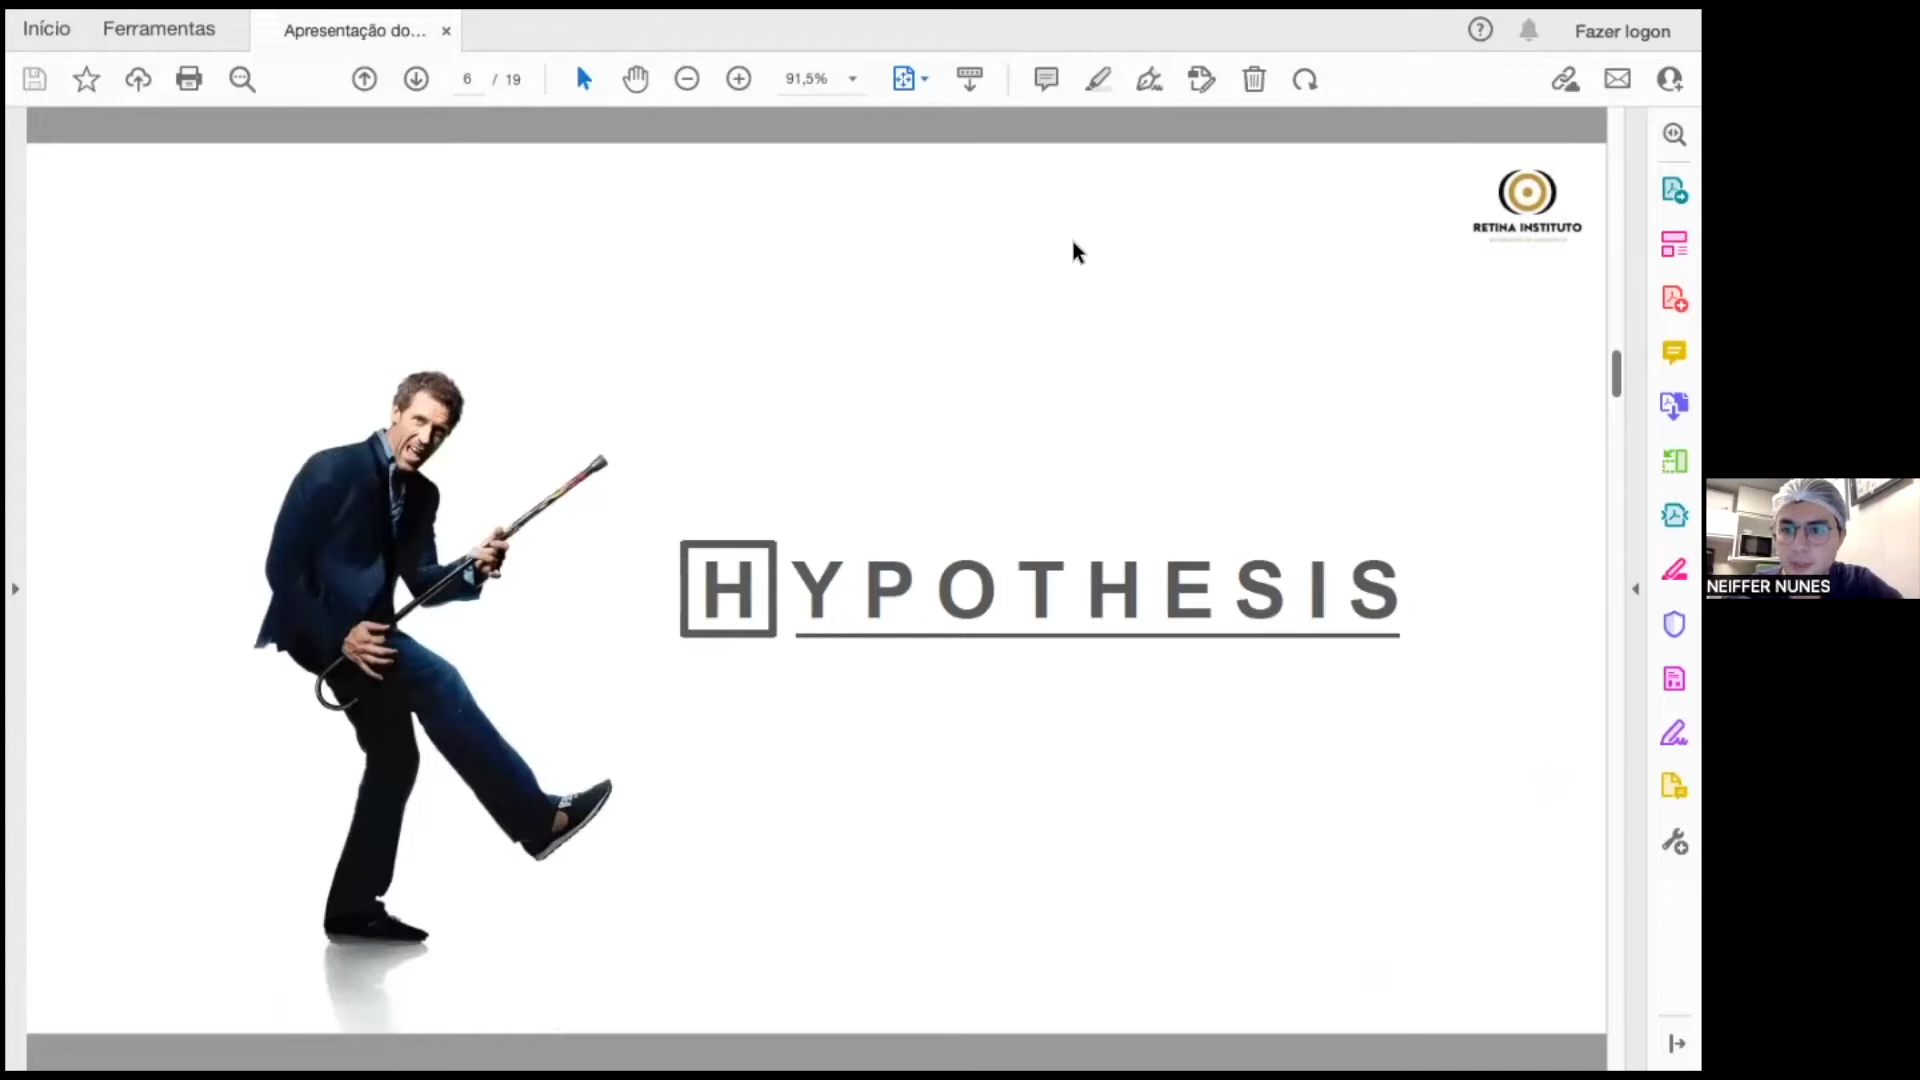 Início Ferramentas Apresentação do... × Fazer logon
6 / 19 91,5%
RETINA INSTITUTO
HYPOTHESIS
NEIFFER NUNES